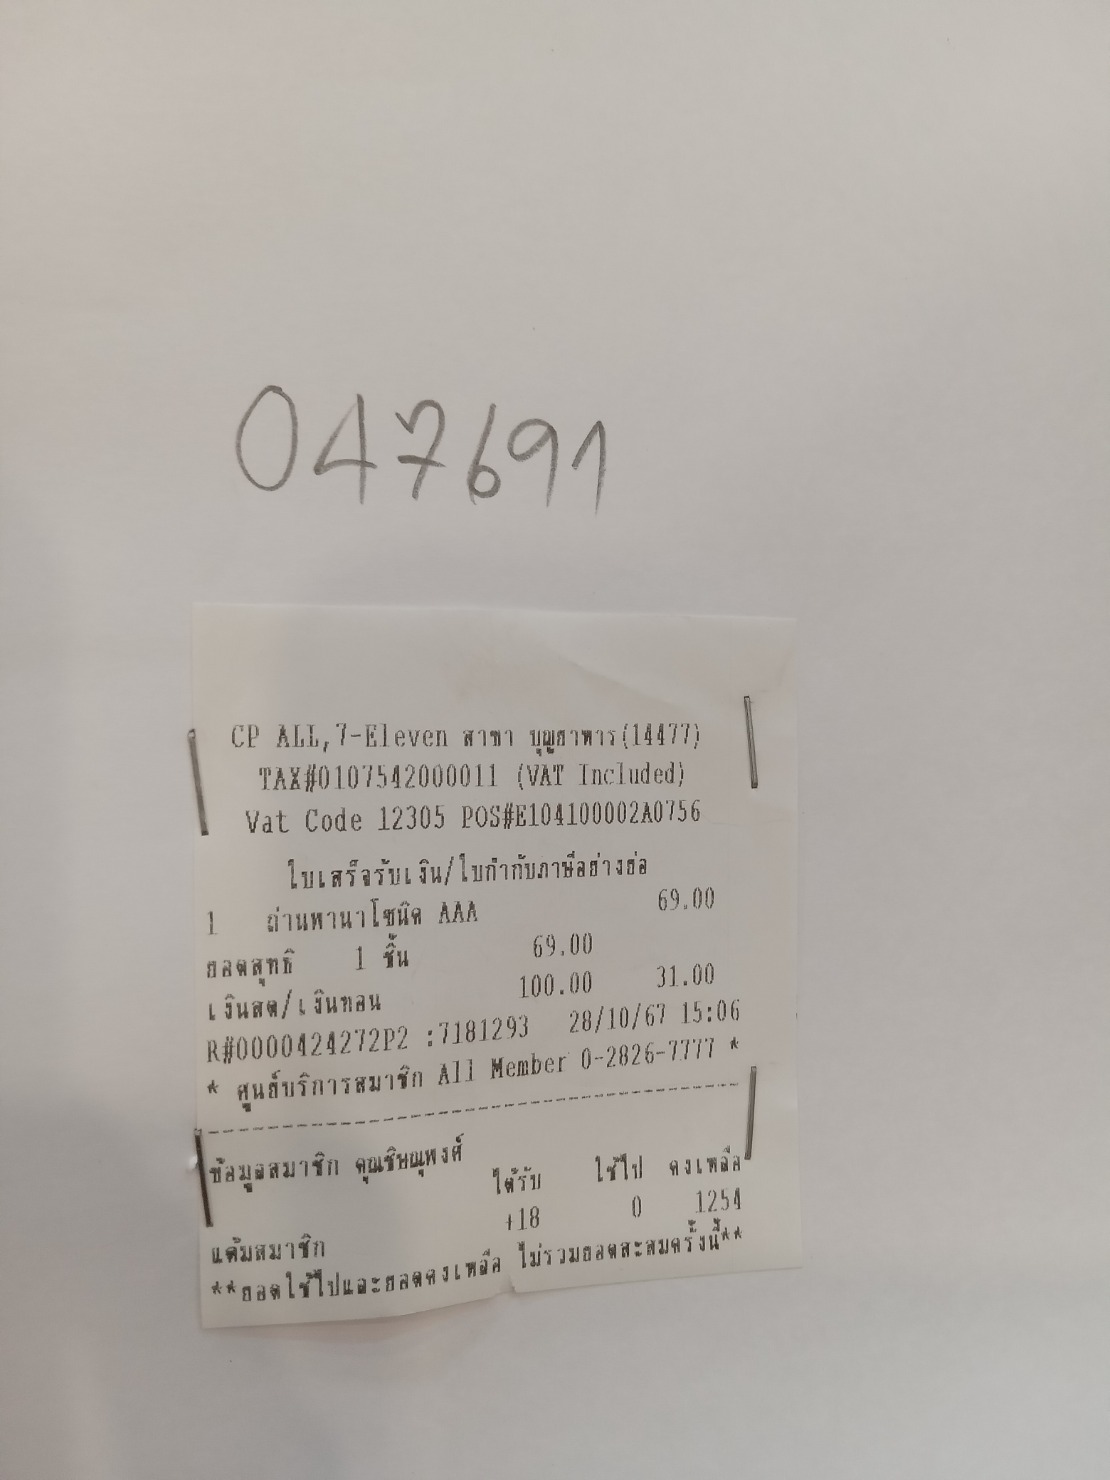 047691
CP ALL,7-Eleven สาขา บุญยาหาร(14477)
TAX#0107542000011 (VAT Included)
Vat Code 12305 POS#E104100002A0756
ใบเสร็จรับเงิน/ใบกำกับภาษีอย่างย่อ
1 ถ่านพานาโซนิค AAA 69.00
ยอดสุทธิ 1 ชิ้น 69.00
เงินสด/เงินทอน 100.00 31.00
R#0000424272P2 :7181293 28/10/67 15:06
* ศูนย์บริการสมาชิก All Member 0-2826-7777 *
ข้อมูลสมาชิก คุณชิษณุพงศ์
ได้รับ ใช้ไป คงเหลือ
แต้มสมาชิก +18 0 1254
**ยอดใช้ไปและยอดคงเหลือ ไม่รวมยอดสะสมครั้งนี้**